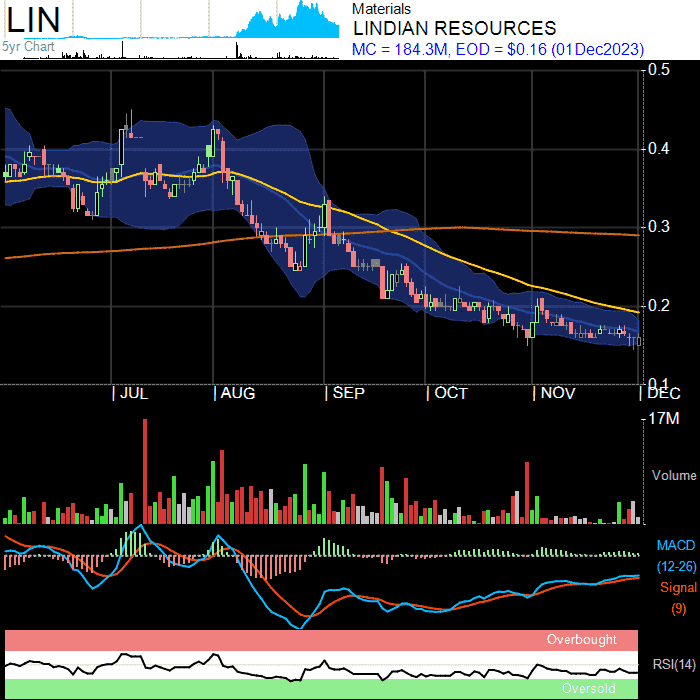 LIN
5yr Chart
Materials
LINDIAN RESOURCES
MC = 184.3M, EOD = $0.16 (01Dec2023)
0.5
0.4
0.3
0.2
0.1
| JUL | AUG | SEP | OCT | NOV | DEC
17M
Volume
MACD
(12-26)
Signal
(9)
Overbought
RSI(14)
Oversold